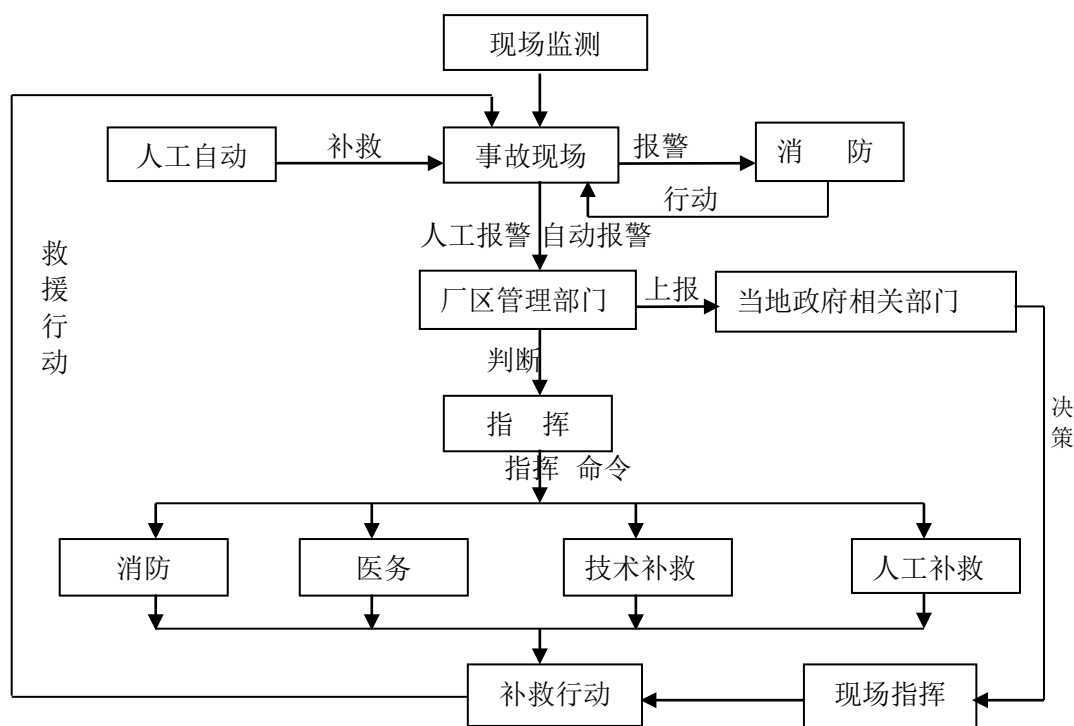 现场监测
人工自动
补救
事故现场
报警
消 防
行动
人工报警 自动报警
救援行动
厂区管理部门
上报
当地政府相关部门
判断
决策
指 挥
指挥 命令
消防
医务
技术补救
人工补救
补救行动
现场指挥